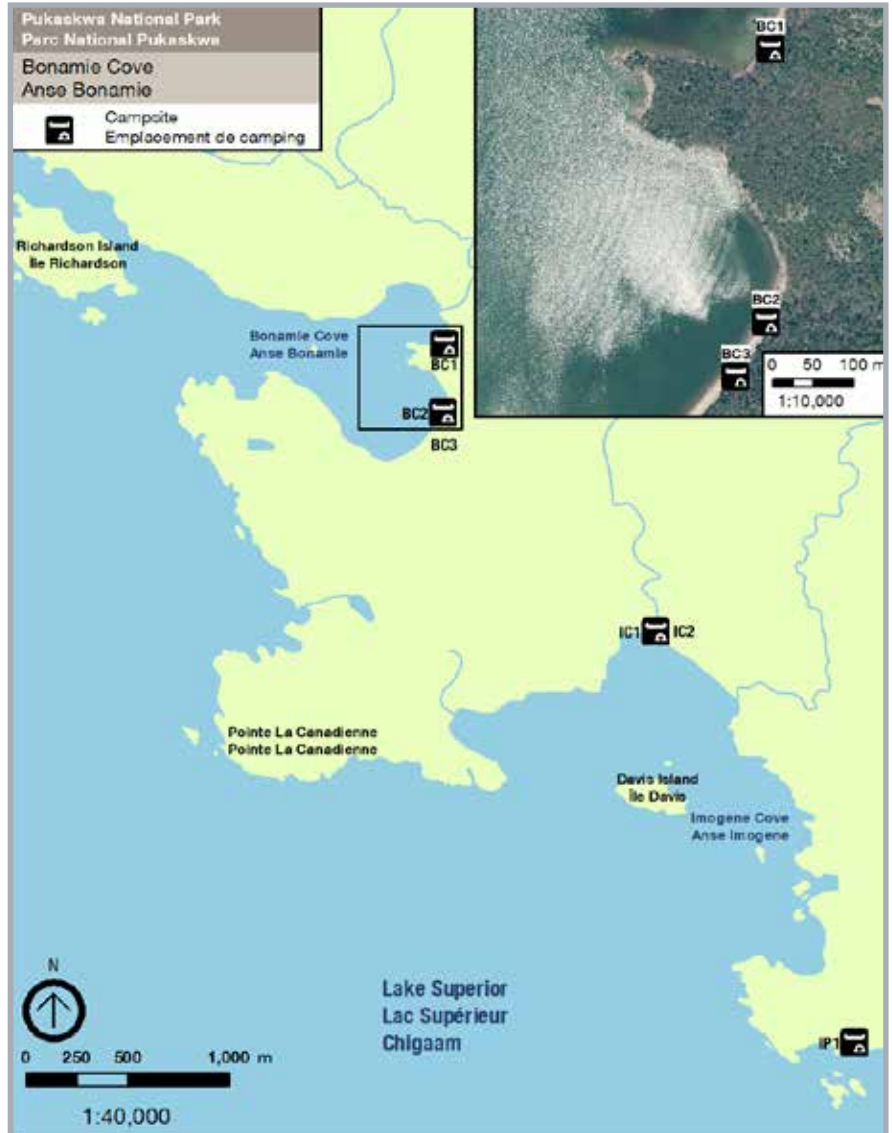 Pukaskwa National Park
Parc National Pukaskwa
Bonamie Cove
Anse Bonamie
Campsite
Emplacement de camping
BC1
BC2
BC3
0 50 100 m
1:10,000
Richardson Island
Île Richardson
Bonamie Cove
Anse Bonamie
BC1
BC2
BC3
IC1 IC2
Pointe La Canadienne
Pointe La Canadienne
Davis Island
Île Davis
Imogene Cove
Anse Imogene
Lake Superior
Lac Supérieur
Chigaam
IP1
N
0 250 500 1,000 m
1:40,000